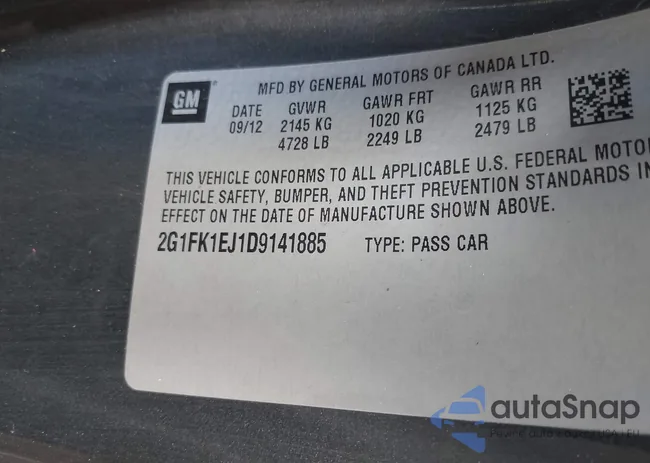 MFD BY GENERAL MOTORS OF CANADA LTD.
GM
DATE GVWR GAWR FRT GAWR RR
09/12 2145 KG 1020 KG 1125 KG
4728 LB 2249 LB 2479 LB
THIS VEHICLE CONFORMS TO ALL APPLICABLE U.S. FEDERAL MOTO
VEHICLE SAFETY, BUMPER, AND THEFT PREVENTION STANDARDS IN
EFFECT ON THE DATE OF MANUFACTURE SHOWN ABOVE.
2G1FK1EJ1D9141885 TYPE: PASS CAR
autaSnap